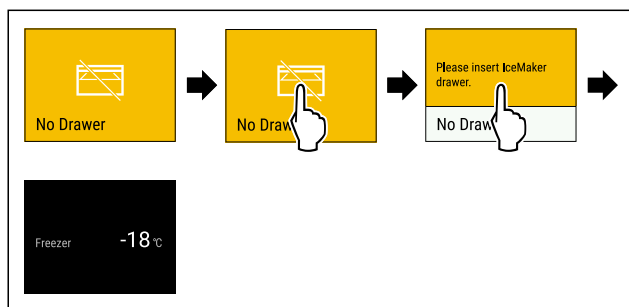 No Drawer
No Draw
Please insert IceMaker
drawer.
No Draw
Freezer -18 °C